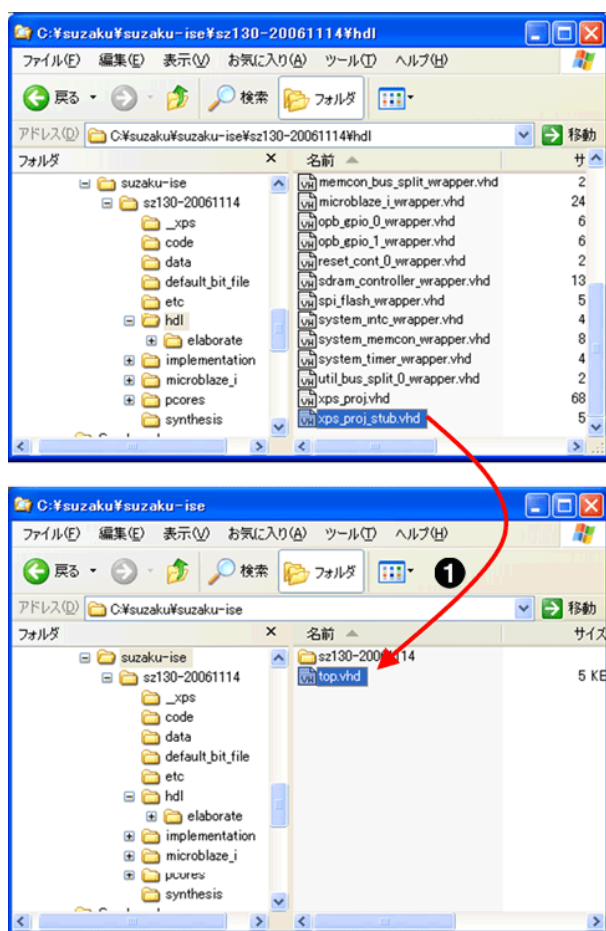 C:¥suzaku¥suzaku-ise¥sz130-20061114¥hdl
ファイル(F) 編集(E) 表示(V) お気に入り(A) ツール(T) ヘルプ(H)
戻る 検索 フォルダ
アドレス(D) C:¥suzaku¥suzaku-ise¥sz130-20061114¥hdl 移動
フォルダ × 名前 サ
suzaku-ise memcon_bus_split_wrapper.vhd 2
sz130-20061114 microblaze_i_wrapper.vhd 24
_xps opb_gpio_0_wrapper.vhd 6
code opb_gpio_1_wrapper.vhd 6
data reset_cont_0_wrapper.vhd 2
default_bit_file sdram_controller_wrapper.vhd 13
etc spi_flash_wrapper.vhd 5
hdl system_intc_wrapper.vhd 4
elaborate system_memcon_wrapper.vhd 8
implementation system_timer_wrapper.vhd 4
microblaze_i util_bus_split_0_wrapper.vhd 2
pcores xps_proj.vhd 68
synthesis xps_proj_stub.vhd 5
C:¥suzaku¥suzaku-ise
ファイル(F) 編集(E) 表示(V) お気に入り(A) ツール(T) ヘルプ(H)
戻る 検索 フォルダ 1
アドレス(D) C:¥suzaku¥suzaku-ise 移動
フォルダ × 名前 サイズ
suzaku-ise sz130-20061114
sz130-20061114 top.vhd 5 KE
_xps
code
data
default_bit_file
etc
hdl
elaborate
implementation
microblaze_i
pcores
synthesis